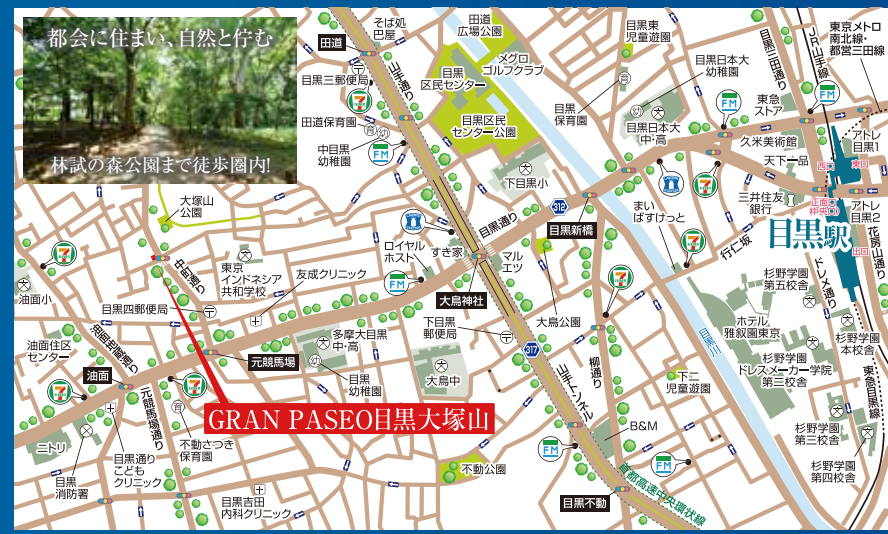 都会に住まい、自然と佇む
林試の森公園まで徒歩圏内!
そば処
巴屋
田道
広場公園
田道
目黒三郵便局
山手通り
目黒
区民センター
メグロ
ゴルフクラブ
目黒区民
センター公園
田道保育園
中目黒
幼稚園
FM
目黒東
児童遊園
目黒日本大
幼稚園
目黒
保育園
目黒日本大
中・高
目黒三田通り
JR山手線
東京メトロ
南北線・
都営三田線
東急
ストア
FM
FM
久米美術館
天下一品
アトレ
目黒1
西口
東口
三井住友
銀行
正面口
(中央口)
アトレ
目黒2
目黒駅
出口
花房山通り
下目黒小
312
目黒新橋
目黒通り
まい
ばすけっと
行仁坂
ドレメ通り
杉野学園
第五校舎
大塚山
公園
中町通り
東京
インドネシア
共和学校
友成クリニック
目黒四郵便局
ロイヤル
ホスト
すき家
FM
マル
エツ
大鳥神社
大鳥公園
下目黒
郵便局
317
目黒川
ホテル
雅叙園東京
杉野学園
本校舎
杉野学園
ドレスメーカー学院
第二校舎
東急目黒線
杉野学園
第三校舎
杉野学園
第四校舎
油面小
油面住区
センター
油面地蔵通り
油面
元競馬場
元競馬場通り
多摩大目黒
中・高
目黒
幼稚園
大鳥中
柳通り
山手トンネル
下二
児童遊園
GRAN PASEO目黒大塚山
B&M
FM
FM
ニトリ
目黒
消防署
目黒通り
こども
クリニック
不動さつき
保育園
目黒吉田
内科クリニック
不動公園
目黒不動
首都高速中央環状線